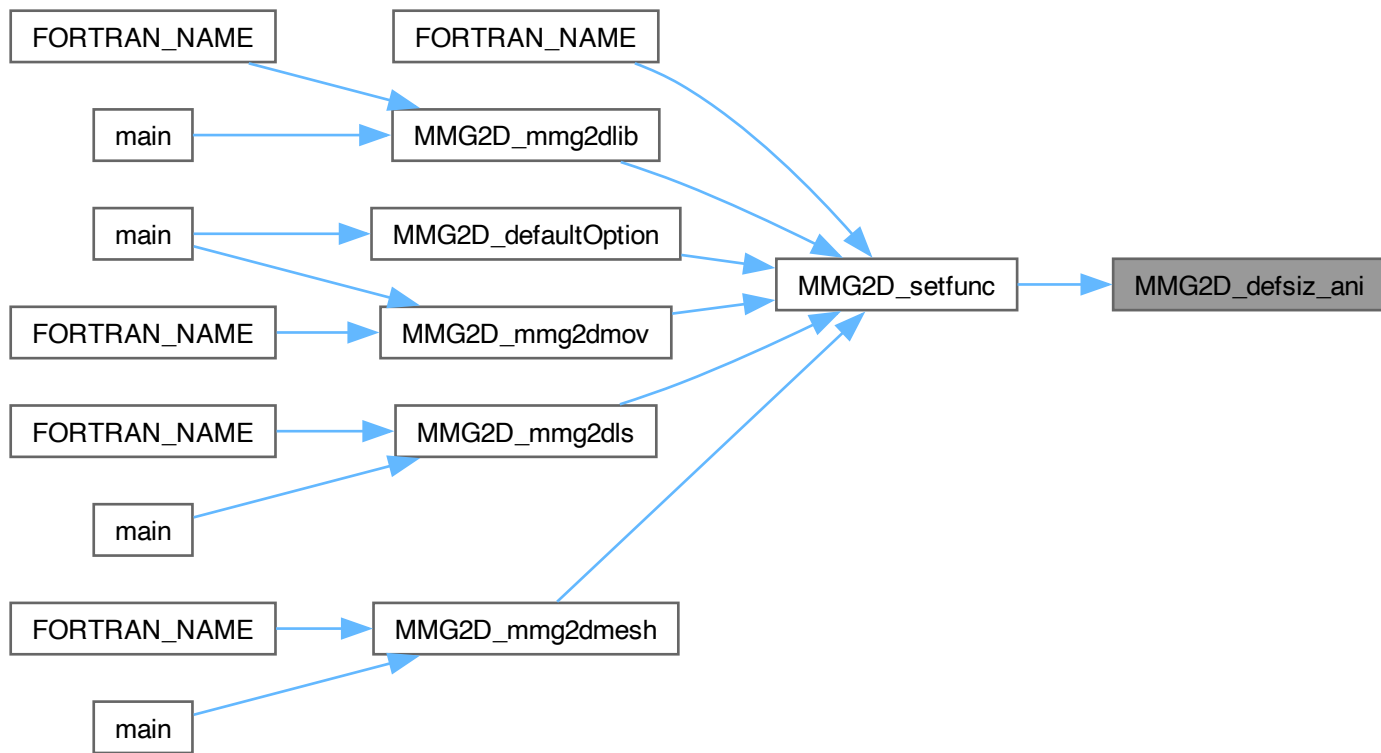 FORTRAN_NAME
FORTRAN_NAME
main
MMG2D_mmg2dlib
main
MMG2D_defaultOption
MMG2D_setfunc
MMG2D_defsiz_ani
FORTRAN_NAME
MMG2D_mmg2dmov
FORTRAN_NAME
MMG2D_mmg2dls
main
FORTRAN_NAME
MMG2D_mmg2dmesh
main